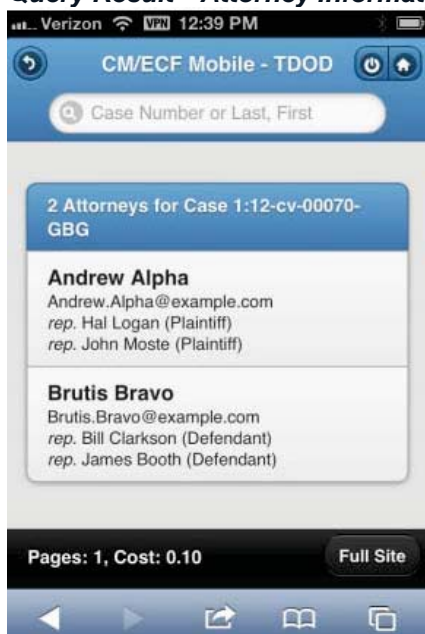 Query Result – Attorney Informat
Verizon VPN 12:39 PM
CM/ECF Mobile - TDOD
Case Number or Last, First
2 Attorneys for Case 1:12-cv-00070-
GBG
Andrew Alpha
Andrew.Alpha@example.com
rep. Hal Logan (Plaintiff)
rep. John Moste (Plaintiff)
Brutis Bravo
Brutis.Bravo@example.com
rep. Bill Clarkson (Defendant)
rep. James Booth (Defendant)
Pages: 1, Cost: 0.10
Full Site